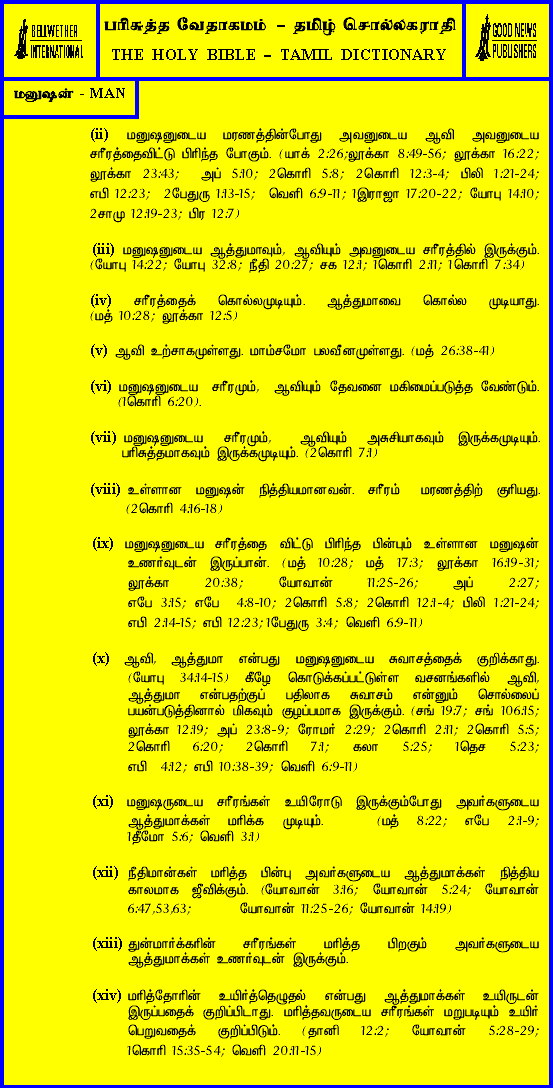 BELLWETHER
INTERNATIONAL
பரிசுத்த வேதாகமம் – தமிழ் சொல்லகராதி
THE HOLY BIBLE – TAMIL DICTIONARY
GOOD NEWS
PUBLISHERS
மனுஷன் - MAN
(ii) மனுஷனுடைய மரணத்தின்போது அவனுடைய ஆவி அவனுடைய
சரீரத்தைவிட்டு பிரிந்த போகும். (யாக் 2:26;லூக்கா 8:49-56; லூக்கா 16:22;
லூக்கா 23:43; அப் 5:10; 2கொரி 5:8; 2கொரி 12:3-4; பிலி 1:21-24;
எபி 12:23; 2பேதுரு 1:13-15; வெளி 6:9-11; 1இராஜா 17:20-22; யோபு 14:10;
2சாமு 12:19-23; பிர 12:7)
(iii) மனுஷனுடைய ஆத்துமாவும், ஆவியும் அவனுடைய சரீரத்தில் இருக்கும்.
(யோபு 14:22; யோபு 32:8; நீதி 20:27; சக 12:1; 1கொரி 2:11; 1கொரி 7:34)
(iv) சரீரத்தைக் கொல்லமுடியும். ஆத்துமாவை கொல்ல முடியாது.
(மத் 10:28; லூக்கா 12:5)
(v) ஆவி உற்சாகமுள்ளது. மாம்சமோ பலவீனமுள்ளது. (மத் 26:38-41)
(vi) மனுஷனுடைய சரீரமும், ஆவியும் தேவனை மகிமைப்படுத்த வேண்டும்.
(1கொரி 6:20).
(vii) மனுஷனுடைய சரீரமும், ஆவியும் அசுசியாகவும் இருக்கமுடியும்.
பரிசுத்தமாகவும் இருக்கமுடியும். (2கொரி 7:1)
(viii) உள்ளான மனுஷன் நித்தியமானவன். சரீரம் மரணத்திற் குரியது.
(2கொரி 4:16-18)
(ix) மனுஷனுடைய சரீரத்தை விட்டு பிரிந்த பின்பும் உள்ளான மனுஷன்
உணர்வுடன் இருப்பான். (மத் 10:28; மத் 17:3; லூக்கா 16:19-31;
லூக்கா 20:38; யோவான் 11:25-26; அப் 2:27;
எபே 3:15; எபே 4:8-10; 2கொரி 5:8; 2கொரி 12:1-4; பிலி 1:21-24;
எபி 2:14-15; எபி 12:23;1பேதுரு 3:4; வெளி 6:9-11)
(x) ஆவி, ஆத்துமா என்பது மனுஷனுடைய சுவாசத்தைக் குறிக்காது.
(யோபு 34:14-15) கீழே கொடுக்கப்பட்டுள்ள வசனங்களில் ஆவி,
ஆத்துமா என்பதற்குப் பதிலாக சுவாசம் என்னும் சொல்லைப்
பயன்படுத்தினால் மிகவும் குழப்பமாக இருக்கும். (சங் 19:7; சங் 106:15;
லூக்கா 12:19; அப் 23:8-9; ரோமர் 2:29; 2கொரி 2:11; 2கொரி 5:5;
2கொரி 6:20; 2கொரி 7:1; கலா 5:25; 1தெச 5:23;
எபி 4:12; எபி 10:38-39; வெளி 6:9-11)
(xi) மனுஷருடைய சரீரங்கள் உயிரோடு இருக்கும்போது அவர்களுடைய
ஆத்துமாக்கள் மரிக்க முடியும். (மத் 8:22; எபே 2:1-9;
1தீமோ 5:6; வெளி 3:1)
(xii) நீதிமான்கள் மரித்த பின்பு அவர்களுடைய ஆத்துமாக்கள் நித்திய
காலமாக ஜீவிக்கும். (யோவான் 3:16; யோவான் 5:24; யோவான்
6:47,53,63; யோவான் 11:25-26; யோவான் 14:19)
(xiii) துன்மார்க்கரின் சரீரங்கள் மரித்த பிறகும் அவர்களுடைய
ஆத்துமாக்கள் உணர்வுடன் இருக்கும்.
(xiv) மரித்தோரின் உயிர்த்தெழுதல் என்பது ஆத்துமாக்கள் உயிருடன்
இருப்பதைக் குறிப்பிடாது. மரித்தவருடைய சரீரங்கள் மறுபடியும் உயிர்
பெறுவதைக் குறிப்பிடும். (தானி 12:2; யோவான் 5:28-29;
1கொரி 15:35-54; வெளி 20:11-15)